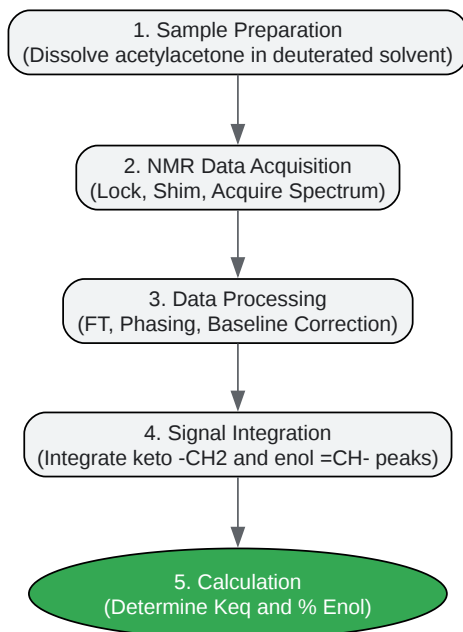 1. Sample Preparation
(Dissolve acetylacetone in deuterated solvent)
2. NMR Data Acquisition
(Lock, Shim, Acquire Spectrum)
3. Data Processing
(FT, Phasing, Baseline Correction)
4. Signal Integration
(Integrate keto -CH2 and enol =CH- peaks)
5. Calculation
(Determine Keq and % Enol)